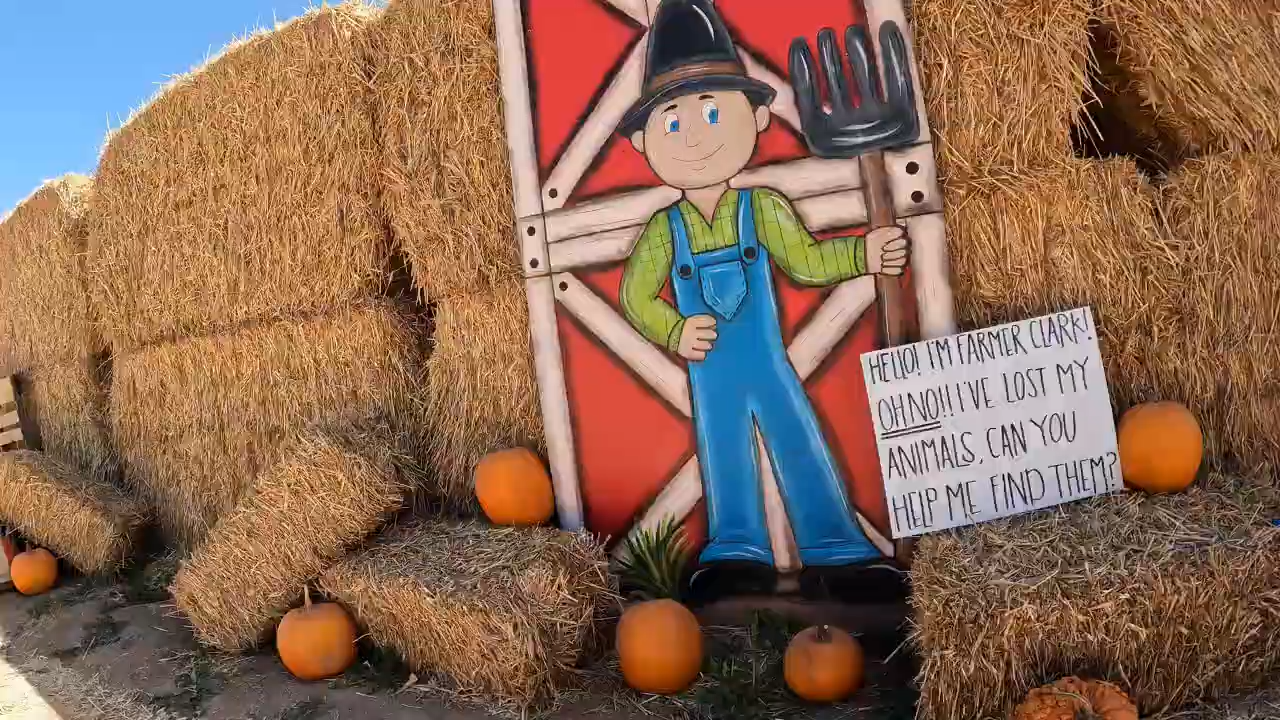 HELLO! I'M FARMER CLARK!
OH NO!! I'VE LOST MY
ANIMALS, CAN YOU
HELP ME FIND THEM?